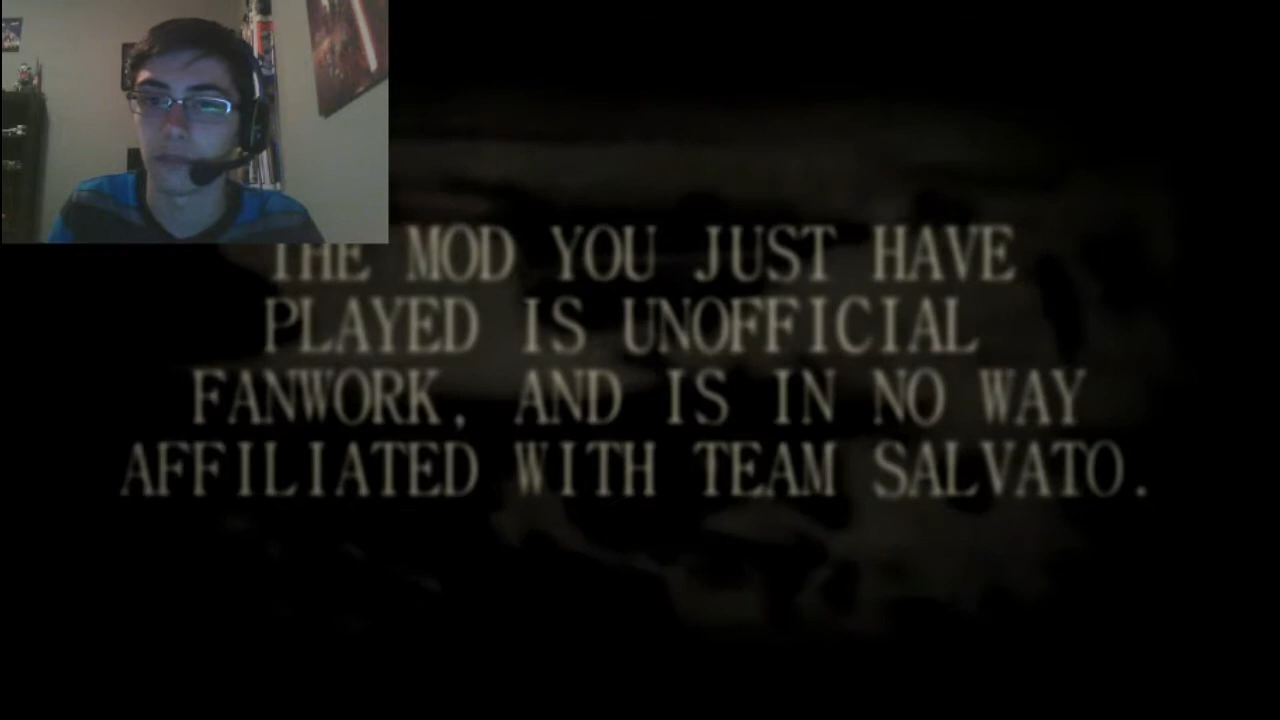 THE MOD YOU JUST HAVE
PLAYED IS UNOFFICIAL
FANWORK, AND IS IN NO WAY
AFFILIATED WITH TEAM SALVATO.